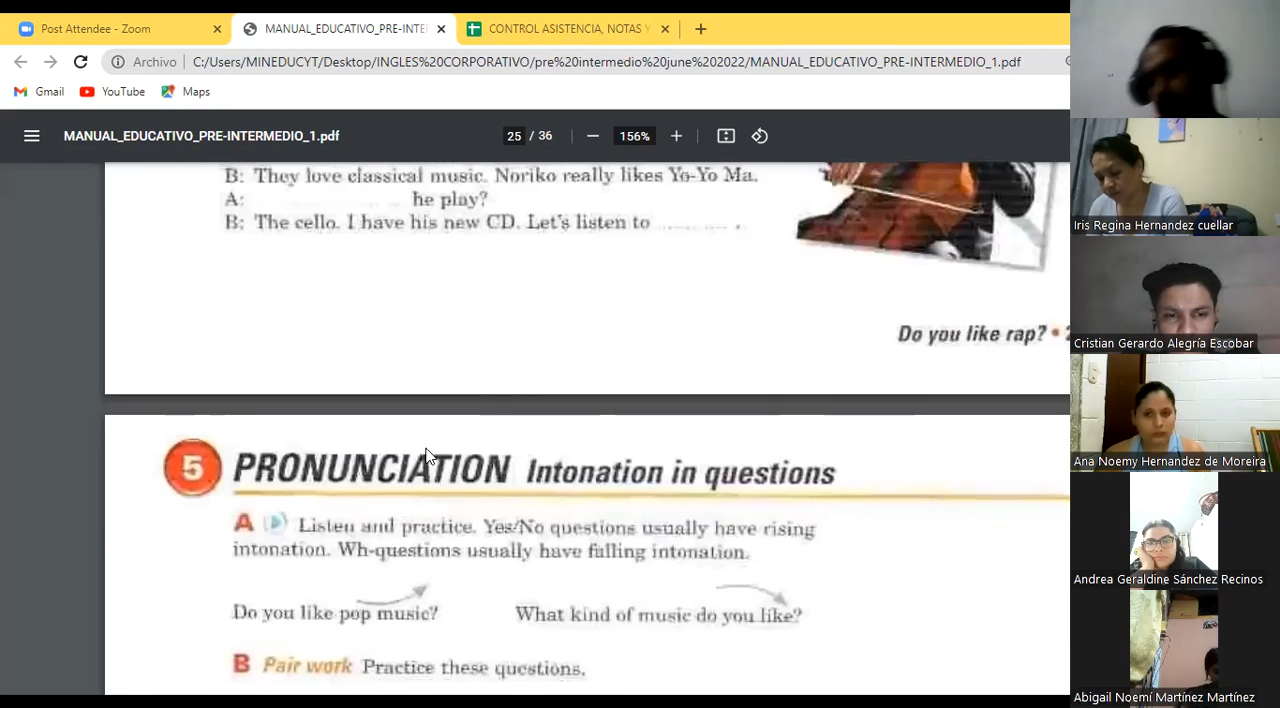 Post Attendee - Zoom
MANUAL_EDUCATIVO_PRE-INTE
CONTROL ASISTENCIA, NOTAS Y
Archivo
C:/Users/MINEDUCYT/Desktop/INGLES%20CORPORATIVO/pre%20intermedio%20june%202022/MANUAL_EDUCATIVO_PRE-INTERMEDIO_1.pdf
Gmail YouTube Maps
MANUAL_EDUCATIVO_PRE-INTERMEDIO_1.pdf
25 / 36
156%
B: They love classical music. Noriko really likes Yo-Yo Ma.
A: he play?
B: The cello. I have his new CD. Let's listen to .
Do you like rap? •
5 PRONUNCIATION Intonation in questions
A Listen and practice. Yes/No questions usually have rising
intonation. Wh-questions usually have falling intonation.
Do you like pop music? What kind of music do you like?
B Pair work Practice these questions.
Iris Regina Hernandez cuellar
Cristian Gerardo Alegría Escobar
Ana Noemy Hernandez de Moreira
Andrea Geraldine Sánchez Recinos
Abigail Noemí Martínez Martínez